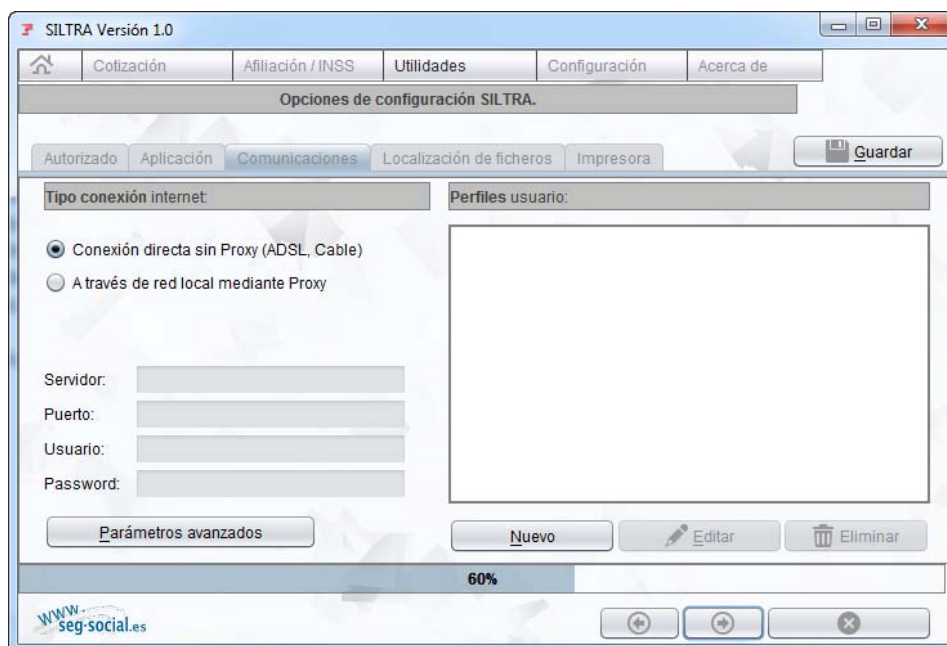 SILTRA Versión 1.0
Cotización Afiliación / INSS Utilidades Configuración Acerca de
Opciones de configuración SILTRA.
Autorizado Aplicación Comunicaciones Localización de ficheros Impresora Guardar
Tipo conexión internet: Perfiles usuario:
Conexión directa sin Proxy (ADSL, Cable)
A través de red local mediante Proxy
Servidor:
Puerto:
Usuario:
Password:
Parámetros avanzados Nuevo Editar Eliminar
60%
www.
seg-social.es